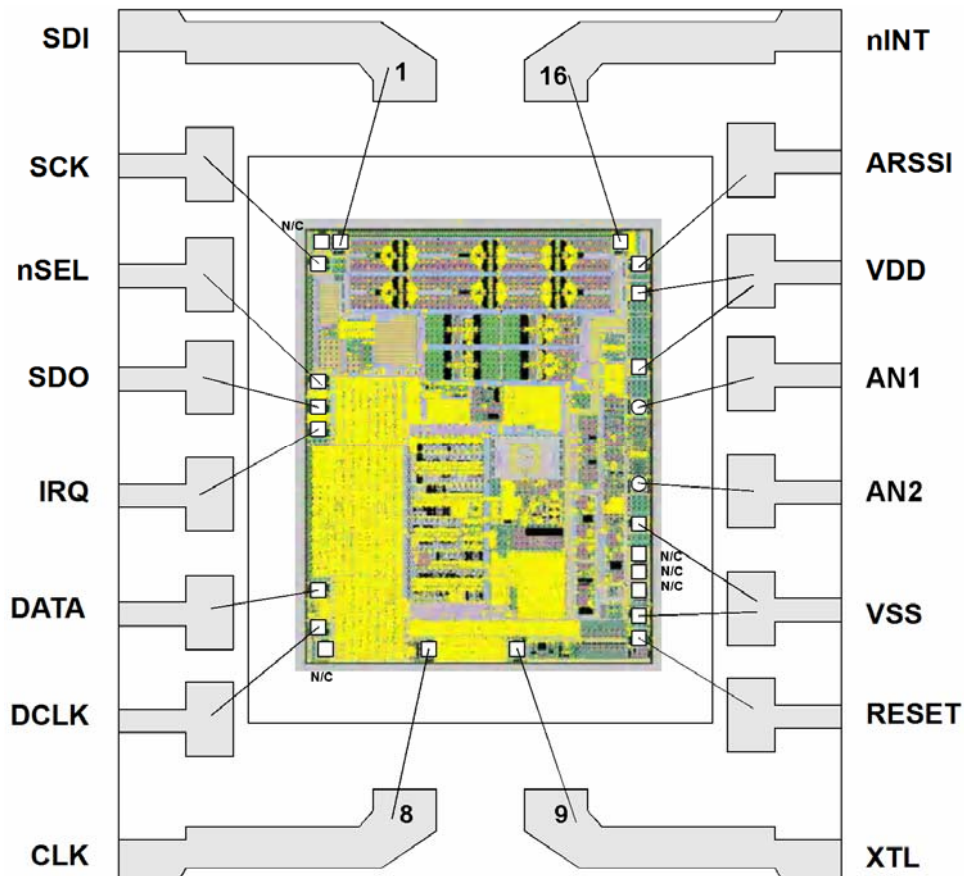 SDI
nINT
1
16
SCK
ARSSI
N/C
nSEL
VDD
SDO
AN1
IRQ
AN2
N/C
N/C
N/C
DATA
VSS
N/C
DCLK
RESET
8
9
CLK
XTL